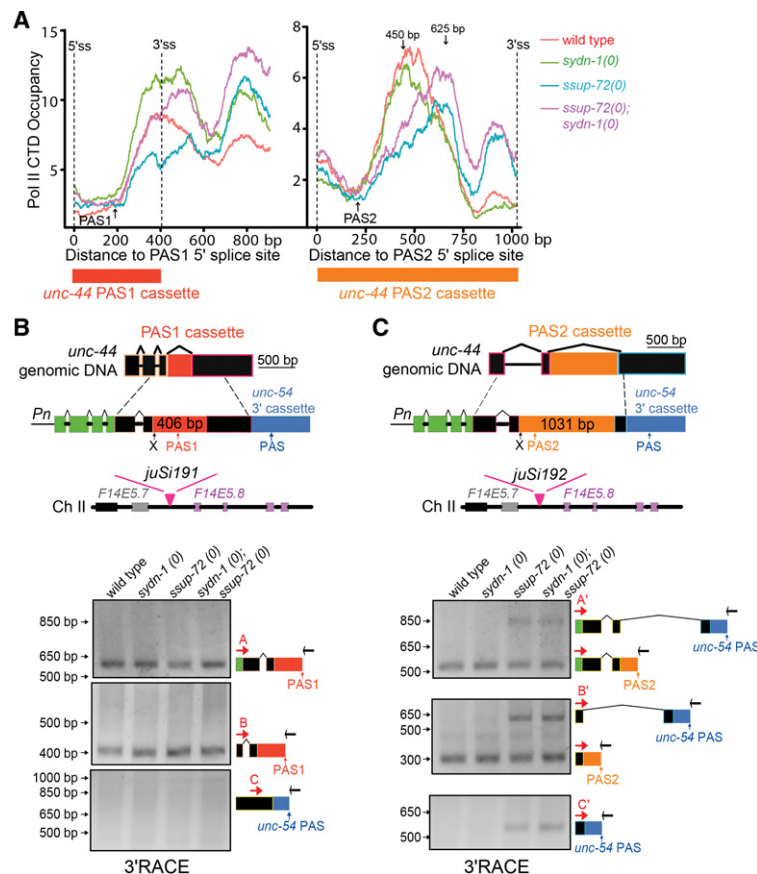 A
Pol II CTD Occupancy
15
10
5
5'ss
3'ss
PAS1
0
200
400
600
800
bp
Distance to PAS1 5' splice site
unc-44 PAS1 cassette
8
6
4
2
5'ss
450 bp
625 bp
3'ss
PAS2
0
250
500
750
1000
bp
Distance to PAS2 5' splice site
unc-44 PAS2 cassette
wild type
sydn-1(0)
ssup-72(0)
ssup-72(0);
sydn-1(0)
B
PAS1 cassette
unc-44
genomic DNA
500 bp
unc-54
3' cassette
Pn
406 bp
X
PAS1
PAS
juSi191
F14E5.7
F14E5.8
Ch II
wild type
sydn-1 (0)
ssup-72 (0)
sydn-1 (0);
ssup-72 (0)
850 bp
650 bp
500 bp
A
PAS1
500 bp
400 bp
B
PAS1
1000 bp
850 bp
650 bp
500 bp
C
unc-54 PAS
3'RACE
C
PAS2 cassette
unc-44
genomic DNA
500 bp
unc-54
3' cassette
Pn
1031 bp
X
PAS2
PAS
juSi192
F14E5.7
F14E5.8
Ch II
wild type
sydn-1 (0)
ssup-72 (0)
sydn-1 (0);
ssup-72 (0)
850
650
500
A'
unc-54
PAS
PAS2
650
500
300
B'
unc-54
PAS
PAS2
650
500
C'
unc-54 PAS
3'RACE